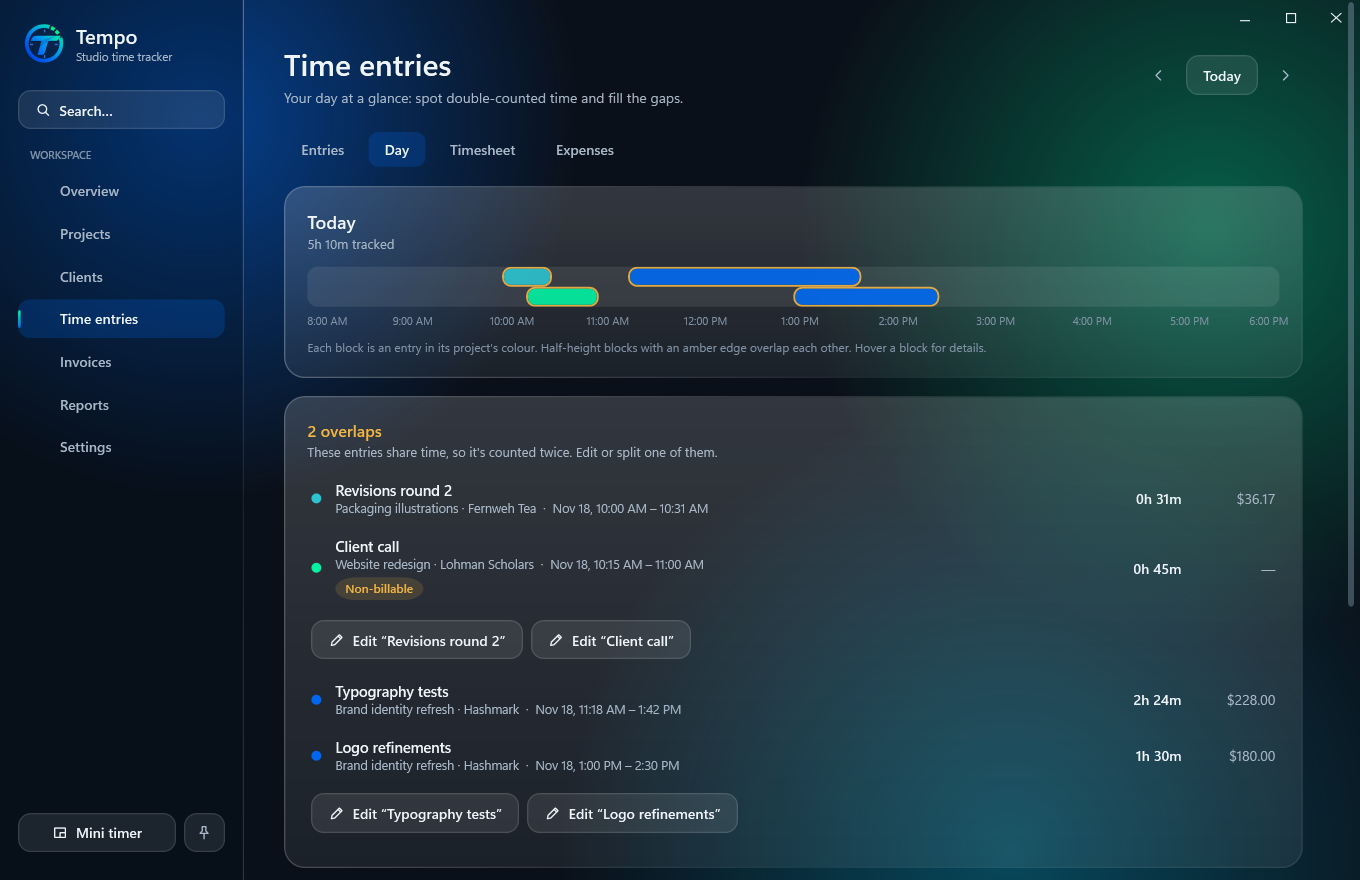 Tempo
Studio time tracker
Search...
WORKSPACE
Overview
Projects
Clients
Time entries
Invoices
Reports
Settings
Mini timer
Time entries
Your day at a glance: spot double-counted time and fill the gaps.
Today
Entries Day Timesheet Expenses
Today
5h 10m tracked
8:00 AM 9:00 AM 10:00 AM 11:00 AM 12:00 PM 1:00 PM 2:00 PM 3:00 PM 4:00 PM 5:00 PM 6:00 PM
Each block is an entry in its project's colour. Half-height blocks with an amber edge overlap each other. Hover a block for details.
2 overlaps
These entries share time, so it's counted twice. Edit or split one of them.
Revisions round 2
Packaging illustrations · Fernweh Tea · Nov 18, 10:00 AM – 10:31 AM
0h 31m $36.17
Client call
Website redesign · Lohman Scholars · Nov 18, 10:15 AM – 11:00 AM
Non-billable
0h 45m —
Edit “Revisions round 2” Edit “Client call”
Typography tests
Brand identity refresh · Hashmark · Nov 18, 11:18 AM – 1:42 PM
2h 24m $228.00
Logo refinements
Brand identity refresh · Hashmark · Nov 18, 1:00 PM – 2:30 PM
1h 30m $180.00
Edit “Typography tests” Edit “Logo refinements”